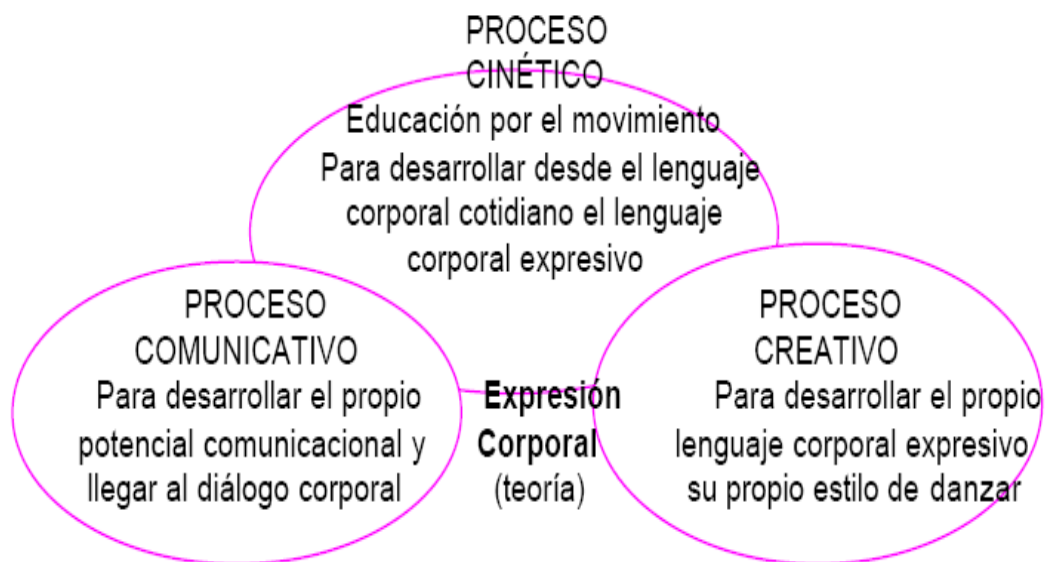 PROCESO
CINÉTICO
Educación por el movimiento
Para desarrollar desde el lenguaje
corporal cotidiano el lenguaje
corporal expresivo
PROCESO
COMUNICATIVO
Para desarrollar el propio
potencial comunicacional y
llegar al diálogo corporal
Expresión
Corporal
(teoría)
PROCESO
CREATIVO
Para desarrollar el propio
lenguaje corporal expresivo
su propio estilo de danzar